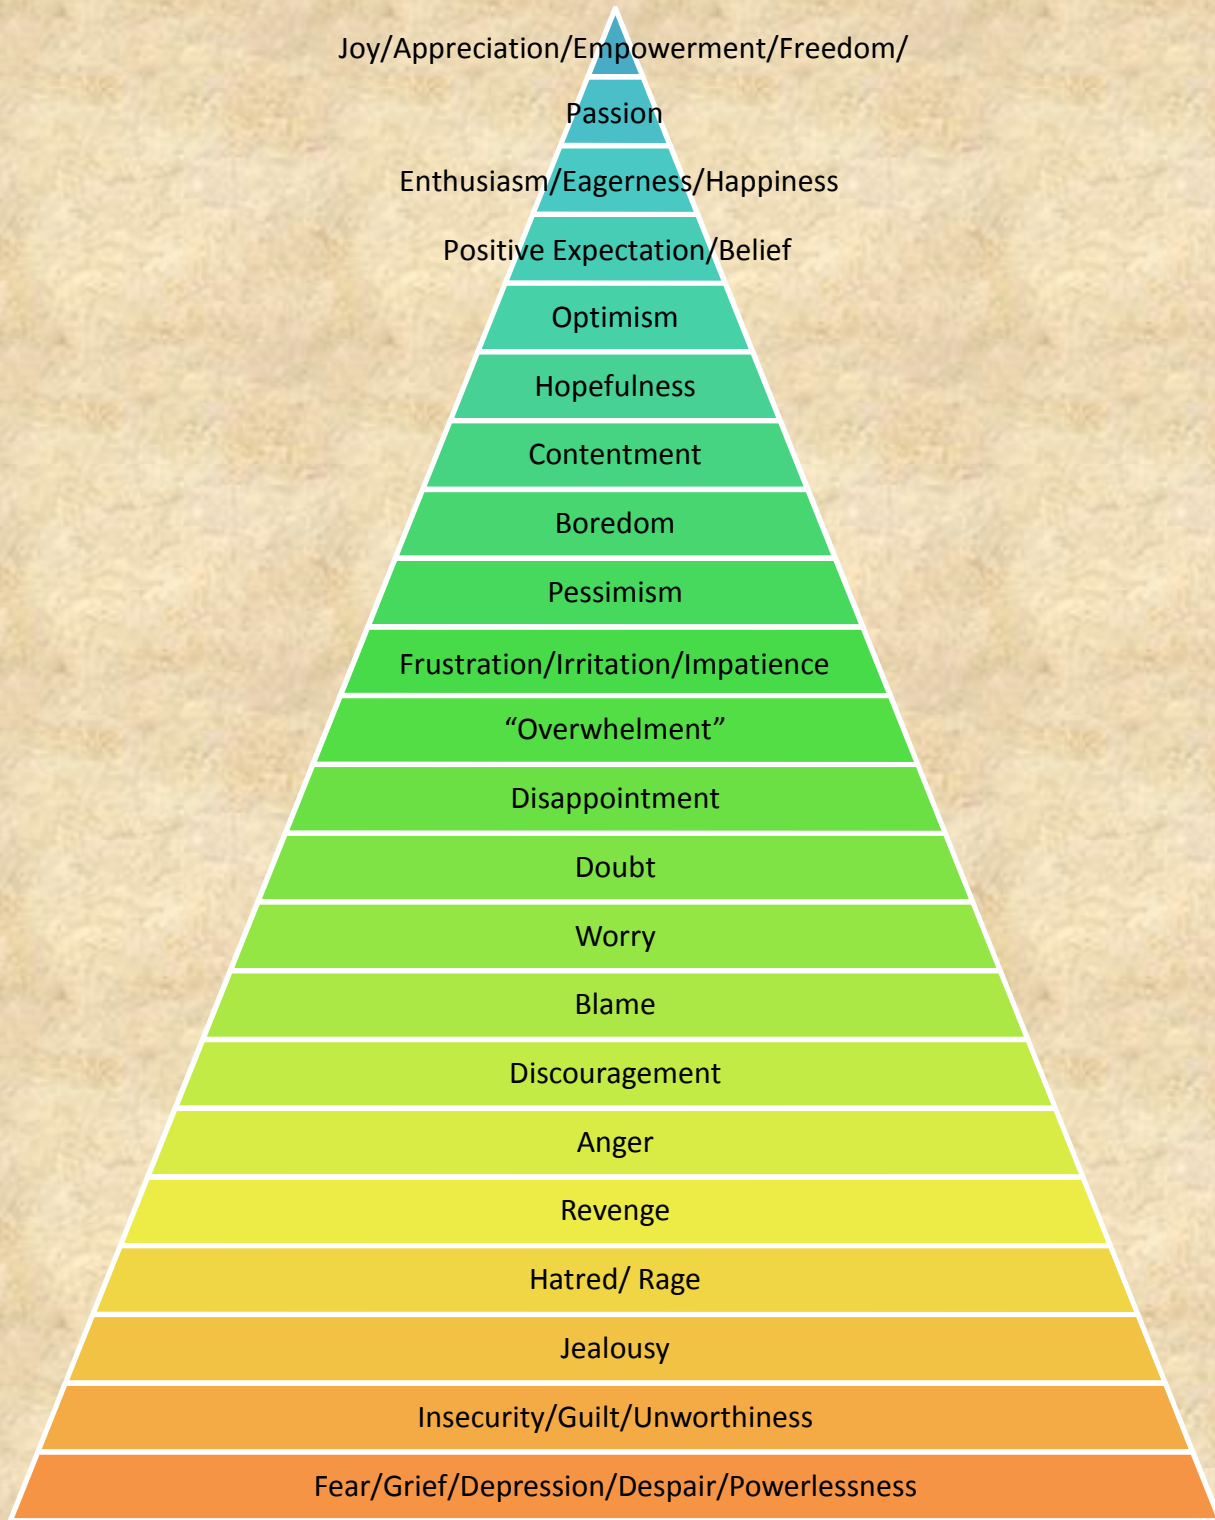 Joy/Appreciation/Empowerment/Freedom/
Passion
Enthusiasm/Eagerness/Happiness
Positive Expectation/Belief
Optimism
Hopefulness
Contentment
Boredom
Pessimism
Frustration/Irritation/Impatience
“Overwhelment”
Disappointment
Doubt
Worry
Blame
Discouragement
Anger
Revenge
Hatred/ Rage
Jealousy
Insecurity/Guilt/Unworthiness
Fear/Grief/Depression/Despair/Powerlessness